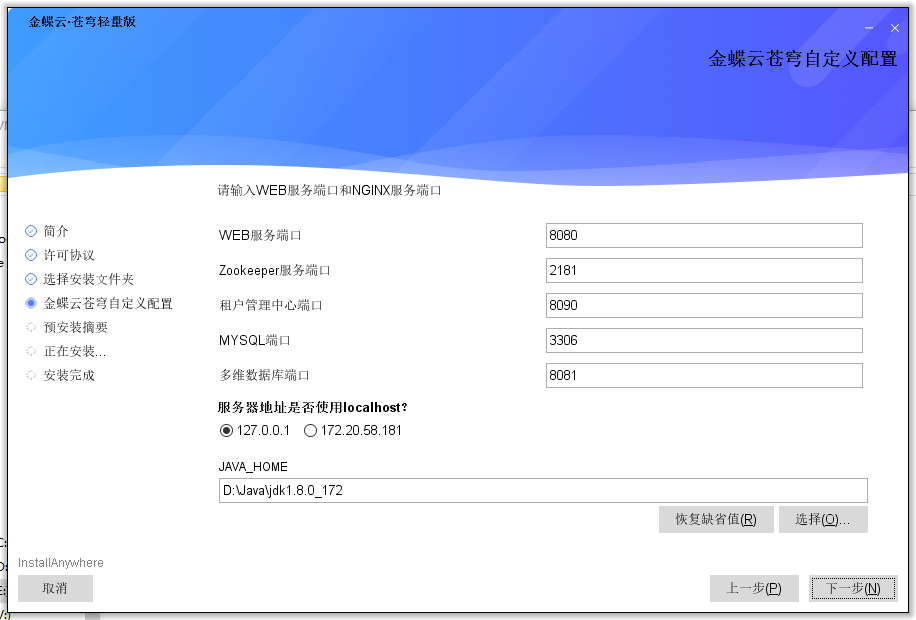 金蝶云·苍穹轻量版
金蝶云苍穹自定义配置
请输入WEB服务端口和NGINX服务端口
简介
许可协议
选择安装文件夹
金蝶云苍穹自定义配置
预安装摘要
正在安装...
安装完成
WEB服务端口 8080
Zookeeper服务端口 2181
租户管理中心端口 8090
MYSQL端口 3306
多维数据库端口 8081
服务器地址是否使用localhost?
127.0.0.1 172.20.58.181
JAVA_HOME
D:\Java\jdk1.8.0_172
恢复缺省值(R) 选择(O)...
InstallAnywhere
取消 上一步(P) 下一步(N)